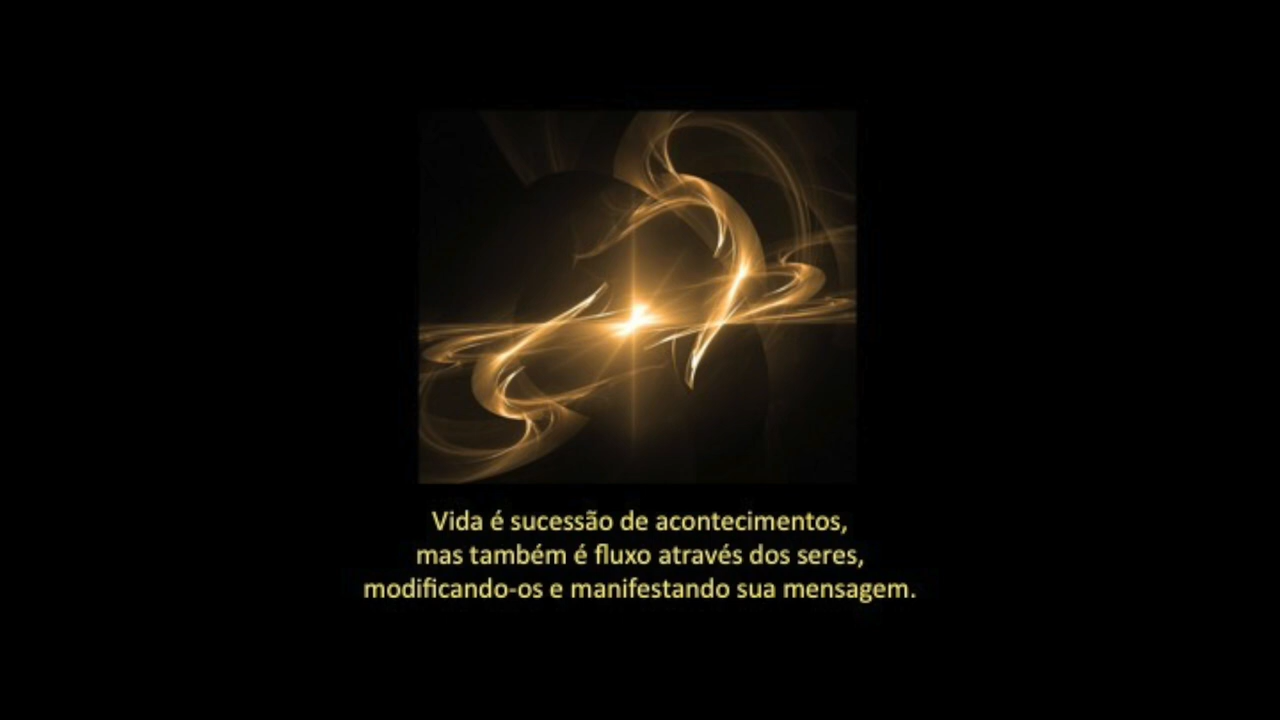 Vida é sucessão de acontecimentos,
mas também é fluxo através dos seres,
modificando-os e manifestando sua mensagem.